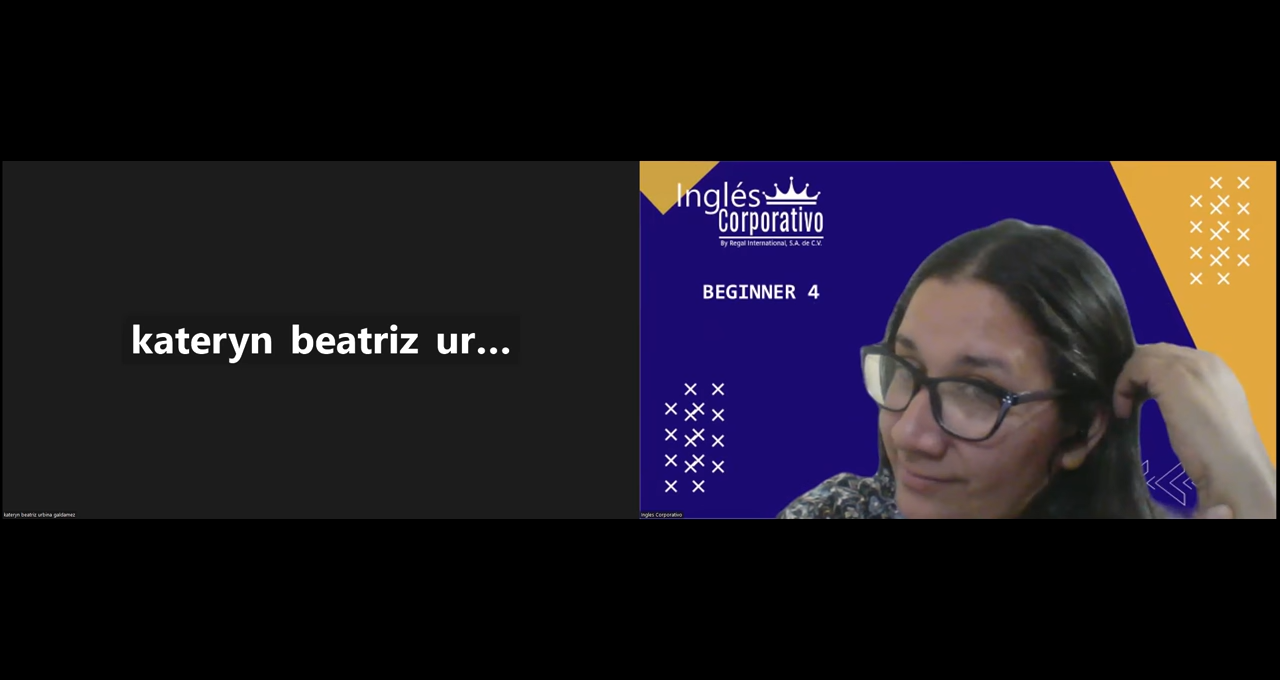 kateryn beatriz ur...
kateryn beatriz urbina galdamez
Inglés
Corporativo
By Regal International, S.A. de C.V.
BEGINNER 4
Ingles Corporativo